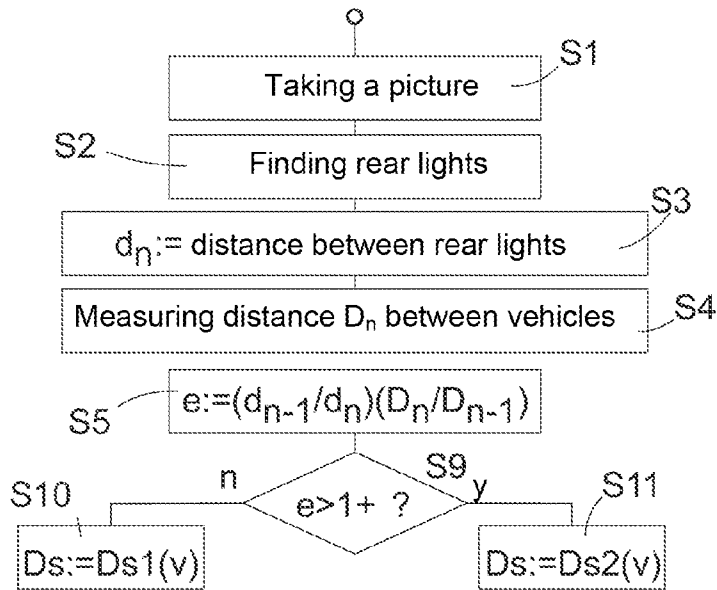 S1
Taking a picture
S2
Finding rear lights
S3
dₙ:= distance between rear lights
Measuring distance Dₙ between vehicles
S4
e:=(dₙ₋₁/dₙ)(Dₙ/Dₙ₋₁)
S5
S9
n
y
e>1+ ?
S10
S11
Ds:=Ds1(v)
Ds:=Ds2(v)